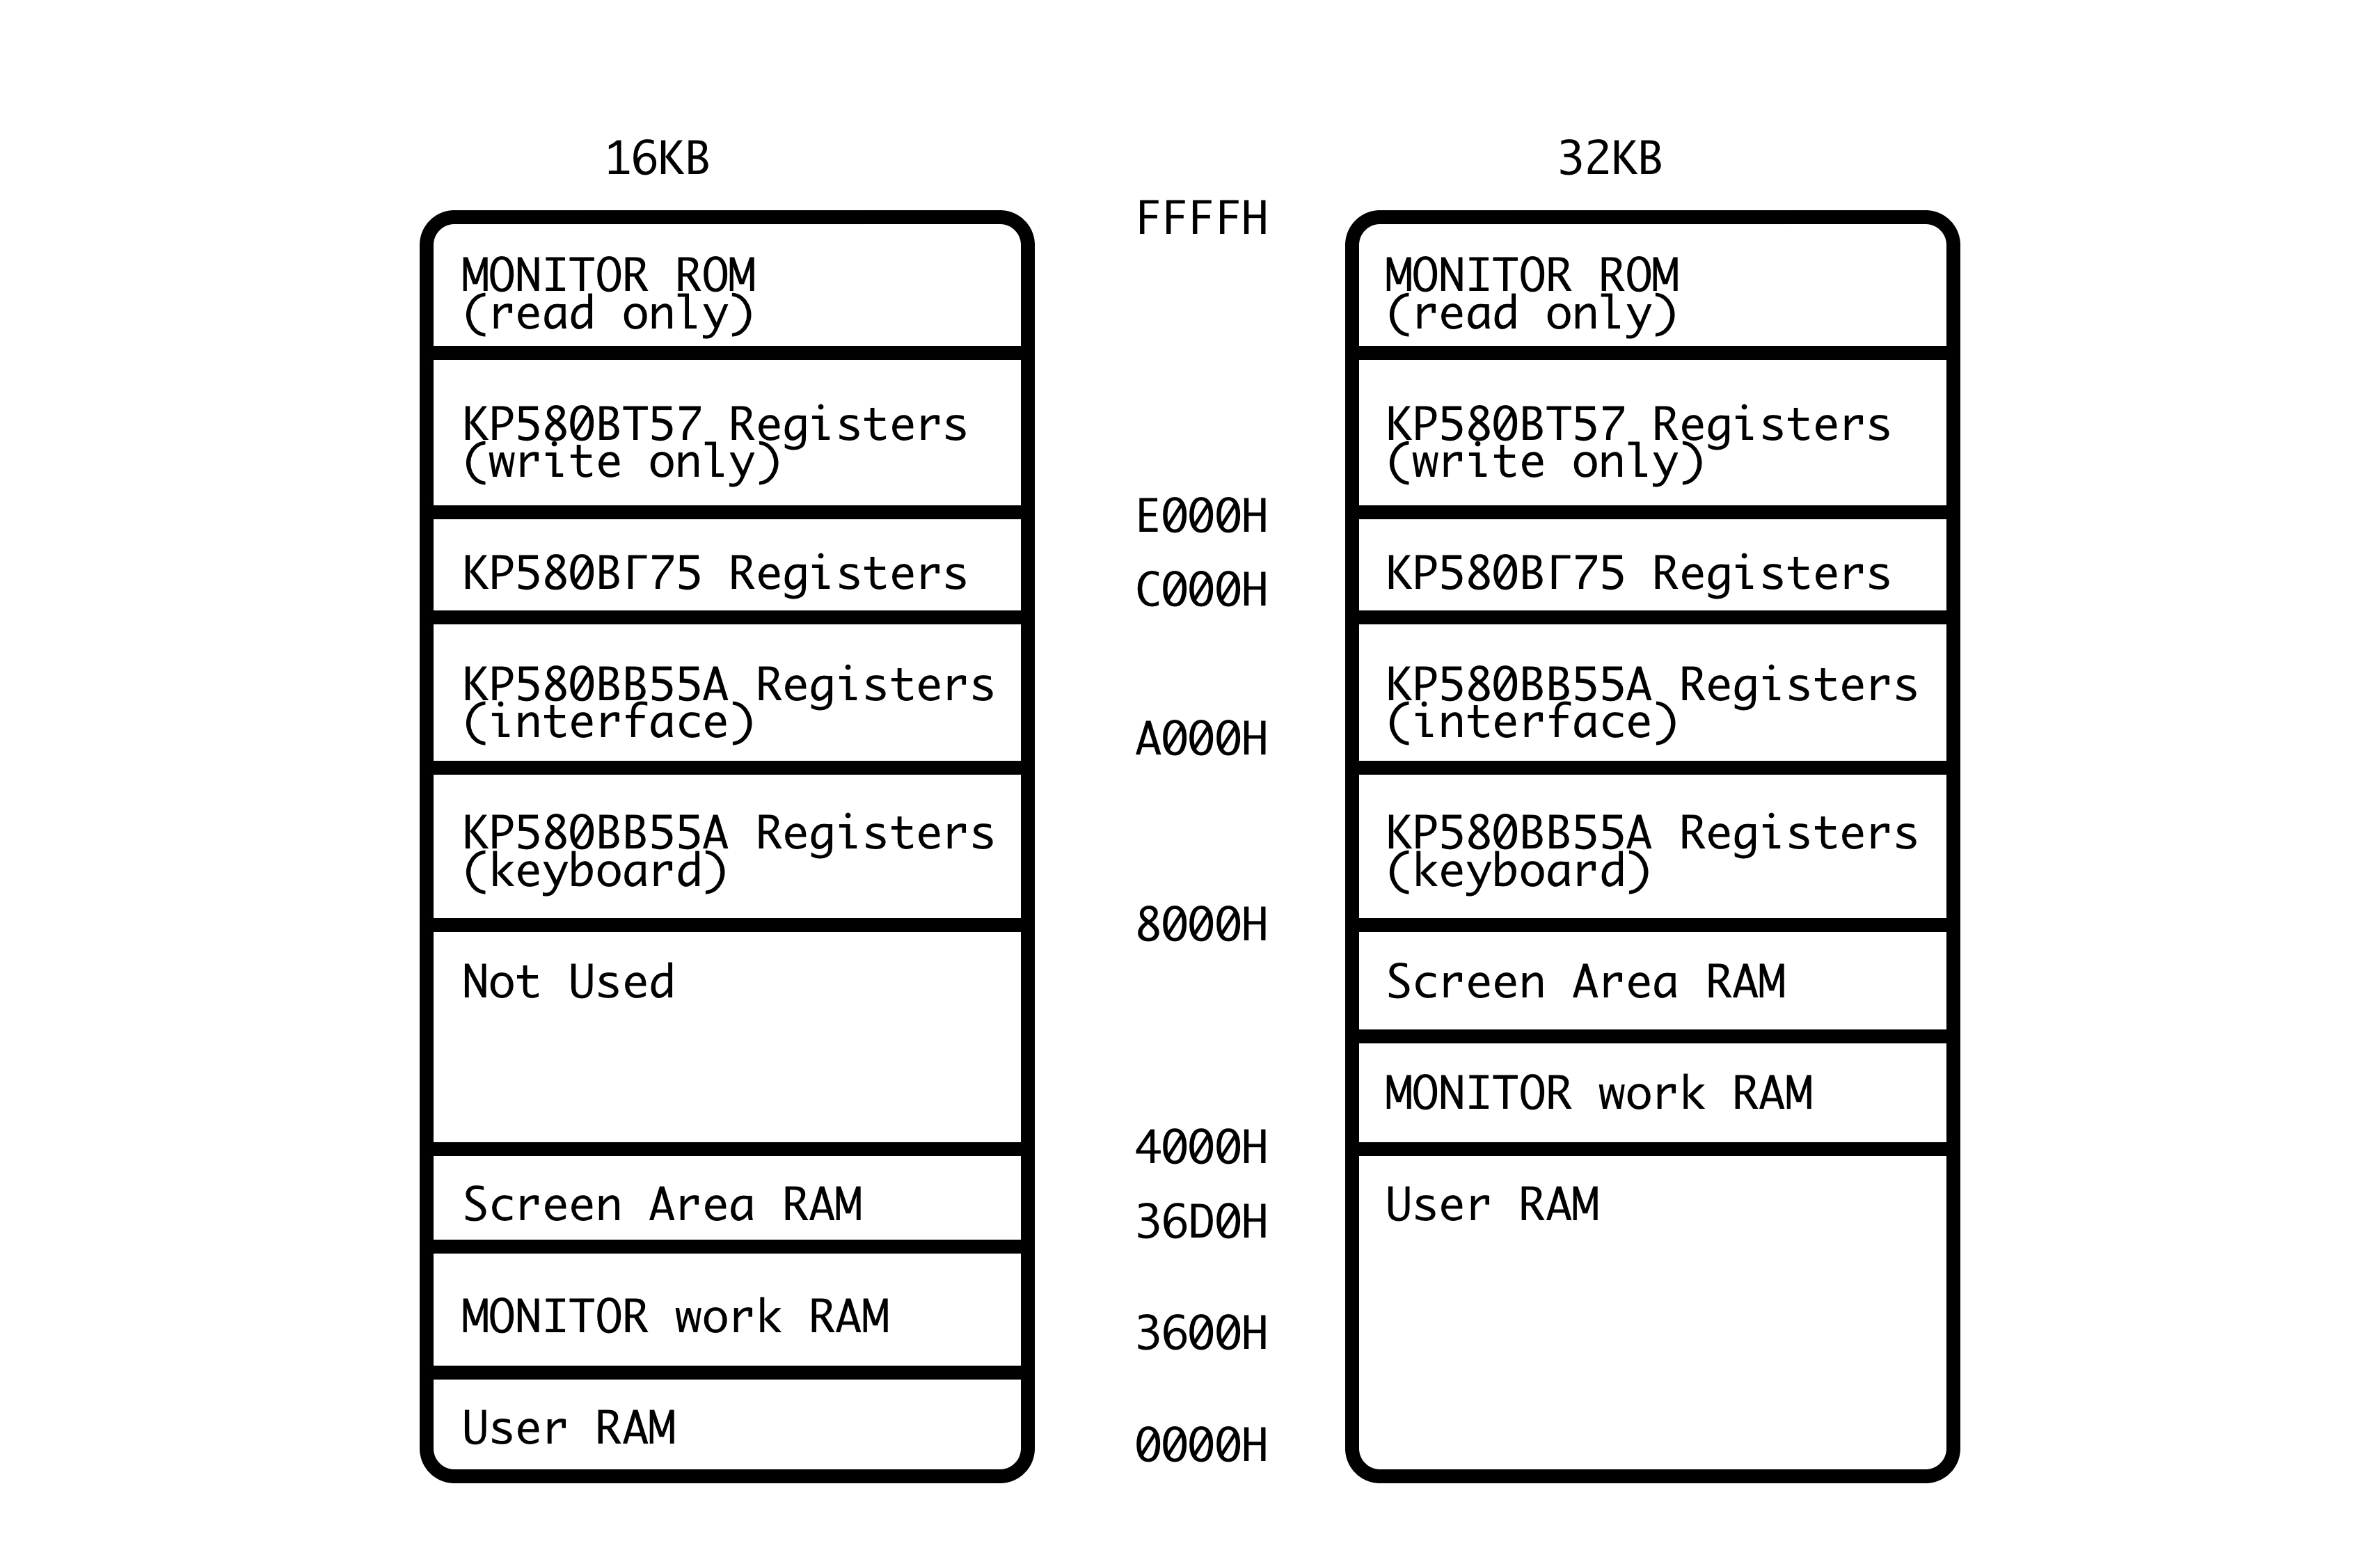 16KB
MONITOR ROM
(read only)
KP580BT57 Registers
(write only)
KP580BГ75 Registers
KP580BB55A Registers
(interface)
KP580BB55A Registers
(keyboard)
Not Used
Screen Area RAM
MONITOR work RAM
User RAM
FFFFH
E000H
C000H
A000H
8000H
4000H
36D0H
3600H
0000H
32KB
MONITOR ROM
(read only)
KP580BT57 Registers
(write only)
KP580BГ75 Registers
KP580BB55A Registers
(interface)
KP580BB55A Registers
(keyboard)
Screen Area RAM
MONITOR work RAM
User RAM